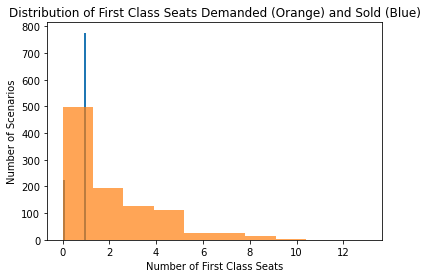 Distribution of First Class Seats Demanded (Orange) and Sold (Blue)
800
700
600
500
400
300
200
100
0
Number of Scenarios
0 2 4 6 8 10 12
Number of First Class Seats